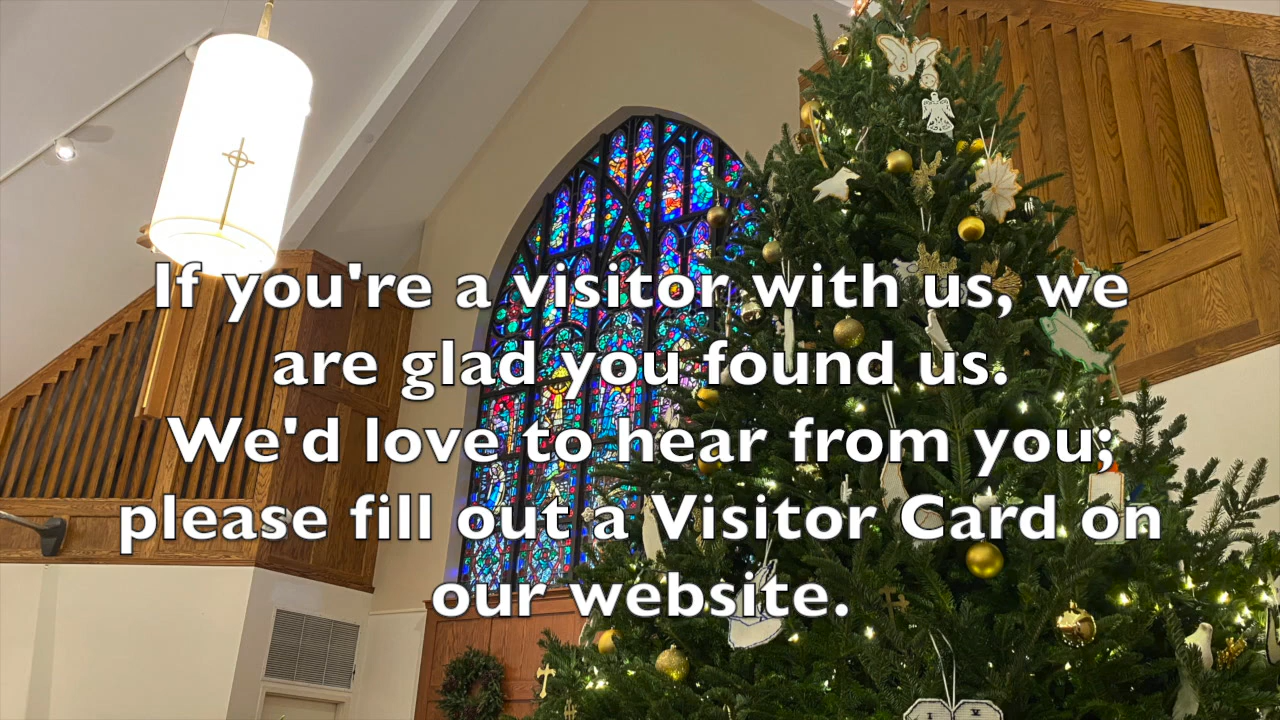 If you're a visitor with us, we
are glad you found us.
We'd love to hear from you;
please fill out a Visitor Card on
our website.
I V